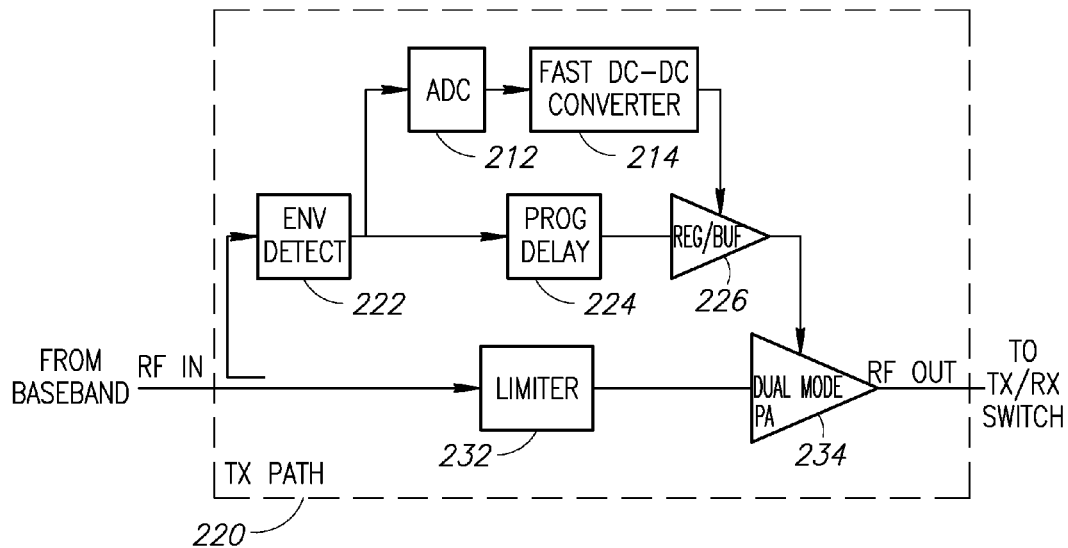 ADC
212
FAST DC-DC
CONVERTER
214
ENV
DETECT
222
PROG
DELAY
224
REG/BUF
226
FROM
BASEBAND
RF IN
LIMITER
232
DUAL MODE
PA
234
RF OUT
TO
TX/RX
SWITCH
TX PATH
220